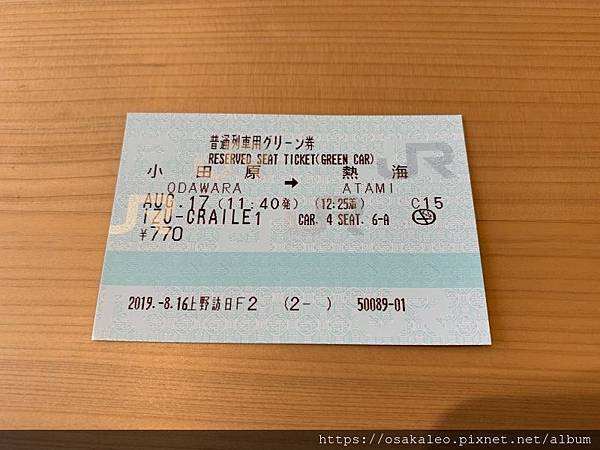 普通列車用グリーン券
RESERVED SEAT TICKET(GREEN CAR)
小田原 → 熱海
ODAWARA ATAMI
AUG.17(11:40発) (12:25着) C15
IZU-CRAILE1 CAR. 4 SEAT. 6-A
¥770
2019.-8.16上野訪日F2 (2- ) 50089-01
JR
https://osakaleo.pixnet.net/album